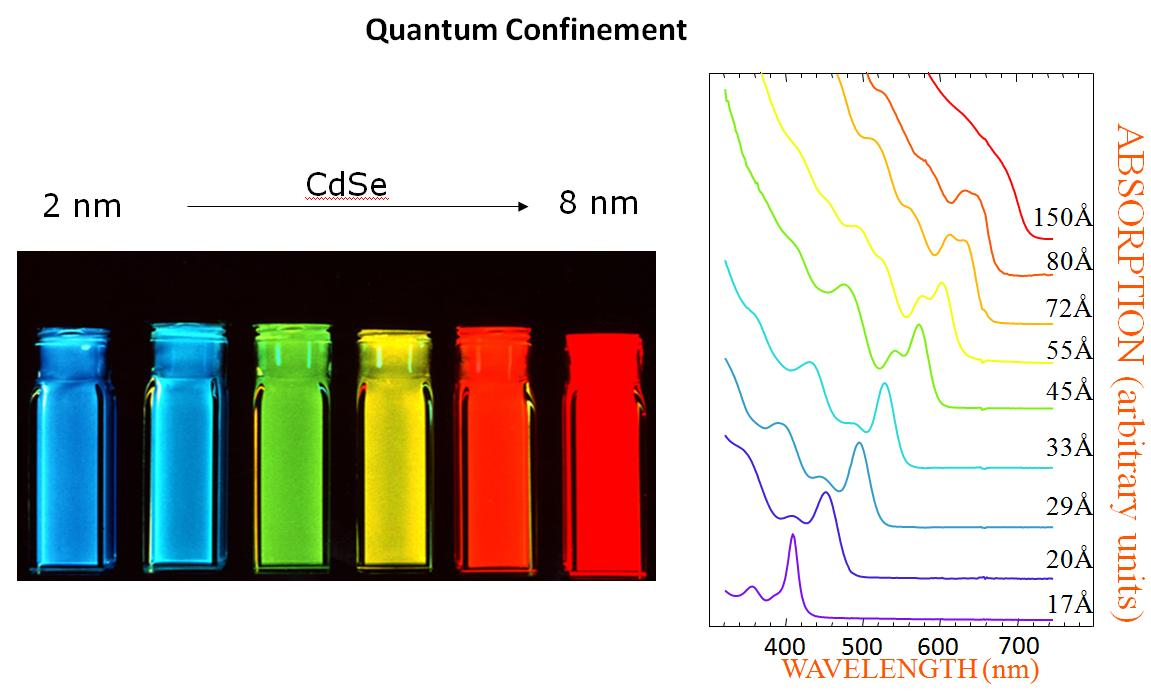 Quantum Confinement
2 nm
CdSe
8 nm
150Å
80Å
72Å
55Å
45Å
33Å
29Å
20Å
17Å
400 500 600 700
WAVELENGTH (nm)
ABSORPTION (arbitrary units)